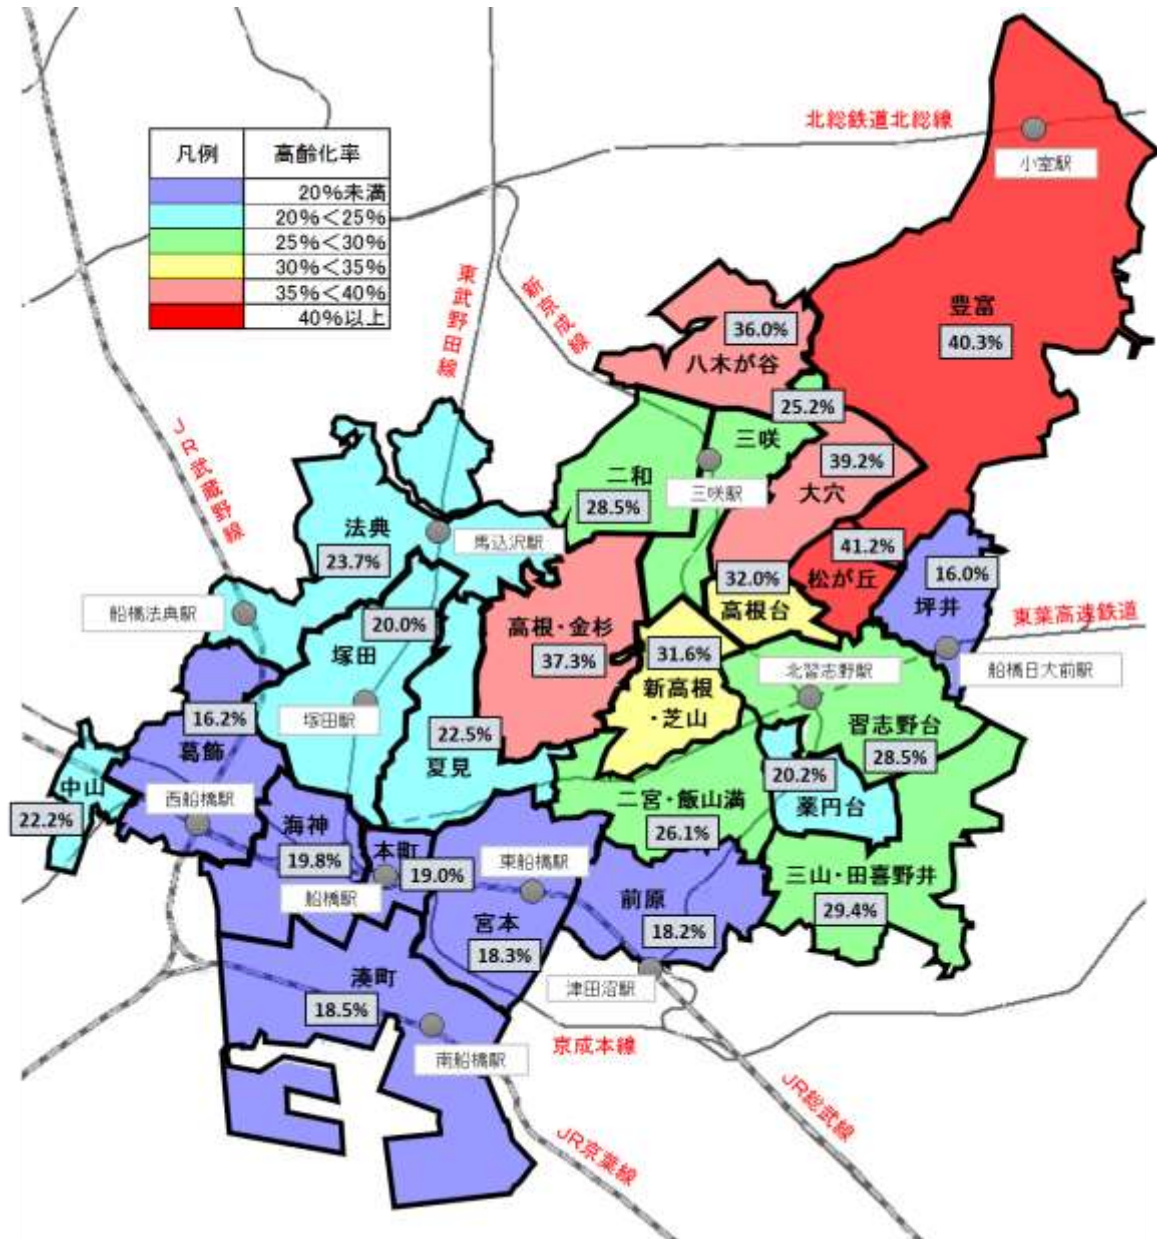 北総鉄道北総線
小室駅
凡例 高齢化率
20%未満
20%<25%
25%<30%
30%<35%
35%<40%
40%以上
東武野田線
新京成線
豊富
40.3%
36.0%
八木が谷
25.2%
三咲
JR武蔵野線
39.2%
二和
大穴
三咲駅
28.5%
法典
馬込沢駅
23.7%
41.2%
松が丘
16.0%
坪井
32.0%
高根台
船橋法典駅
20.0%
塚田
高根・金杉
37.3%
東葉高速鉄道
31.6%
新高根
・芝山
北習志野駅
船橋日大前駅
16.2%
葛飾
塚田駅
22.5%
夏見
習志野台
28.5%
中山
22.2%
西船橋駅
20.2%
薬円台
二宮・飯山満
26.1%
海神
19.8%
本町
19.0%
東船橋駅
船橋駅
三山・田喜野井
29.4%
前原
18.2%
宮本
18.3%
津田沼駅
湊町
18.5%
京成本線
南船橋駅
JR総武線
JR京葉線